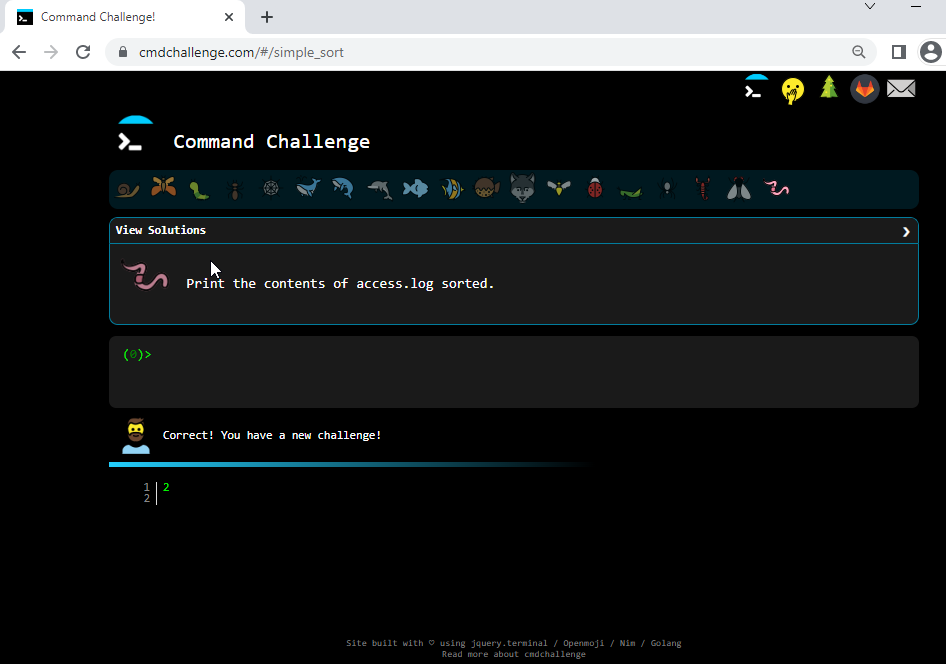 Command Challenge!
cmdchallenge.com/#/simple_sort
Command Challenge
View Solutions
Print the contents of access.log sorted.
(0)>
Correct! You have a new challenge!
1 2
2
Site built with ♡ using jquery.terminal / Openmoji / Nim / Golang
Read more about cmdchallenge